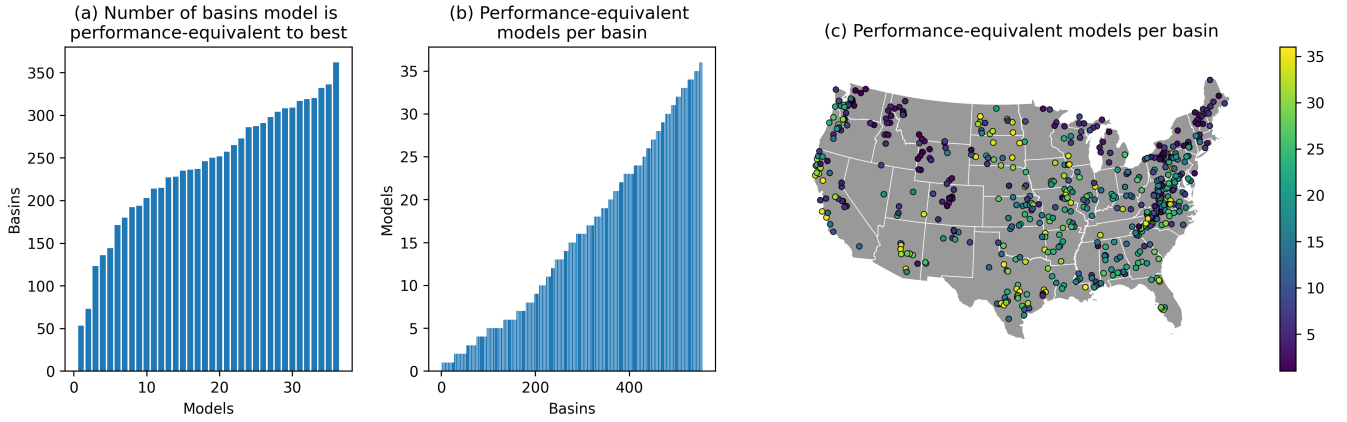 (a) Number of basins model is
performance-equivalent to best
350
300
250
200
150
100
50
0
Basins
0 10 20 30
Models
(b) Performance-equivalent
models per basin
35
30
25
20
15
10
5
0
Models
0 200 400
Basins
(c) Performance-equivalent models per basin
35
30
25
20
15
10
5